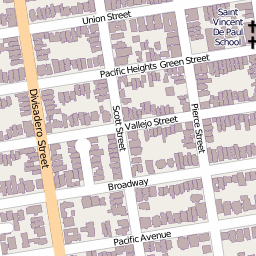 Union Street
Saint
Vincent
De Paul
School
Pacific Heights
Green Street
Divisadero Street
Scott Street
Vallejo Street
Pierce Street
Broadway
Pacific Avenue